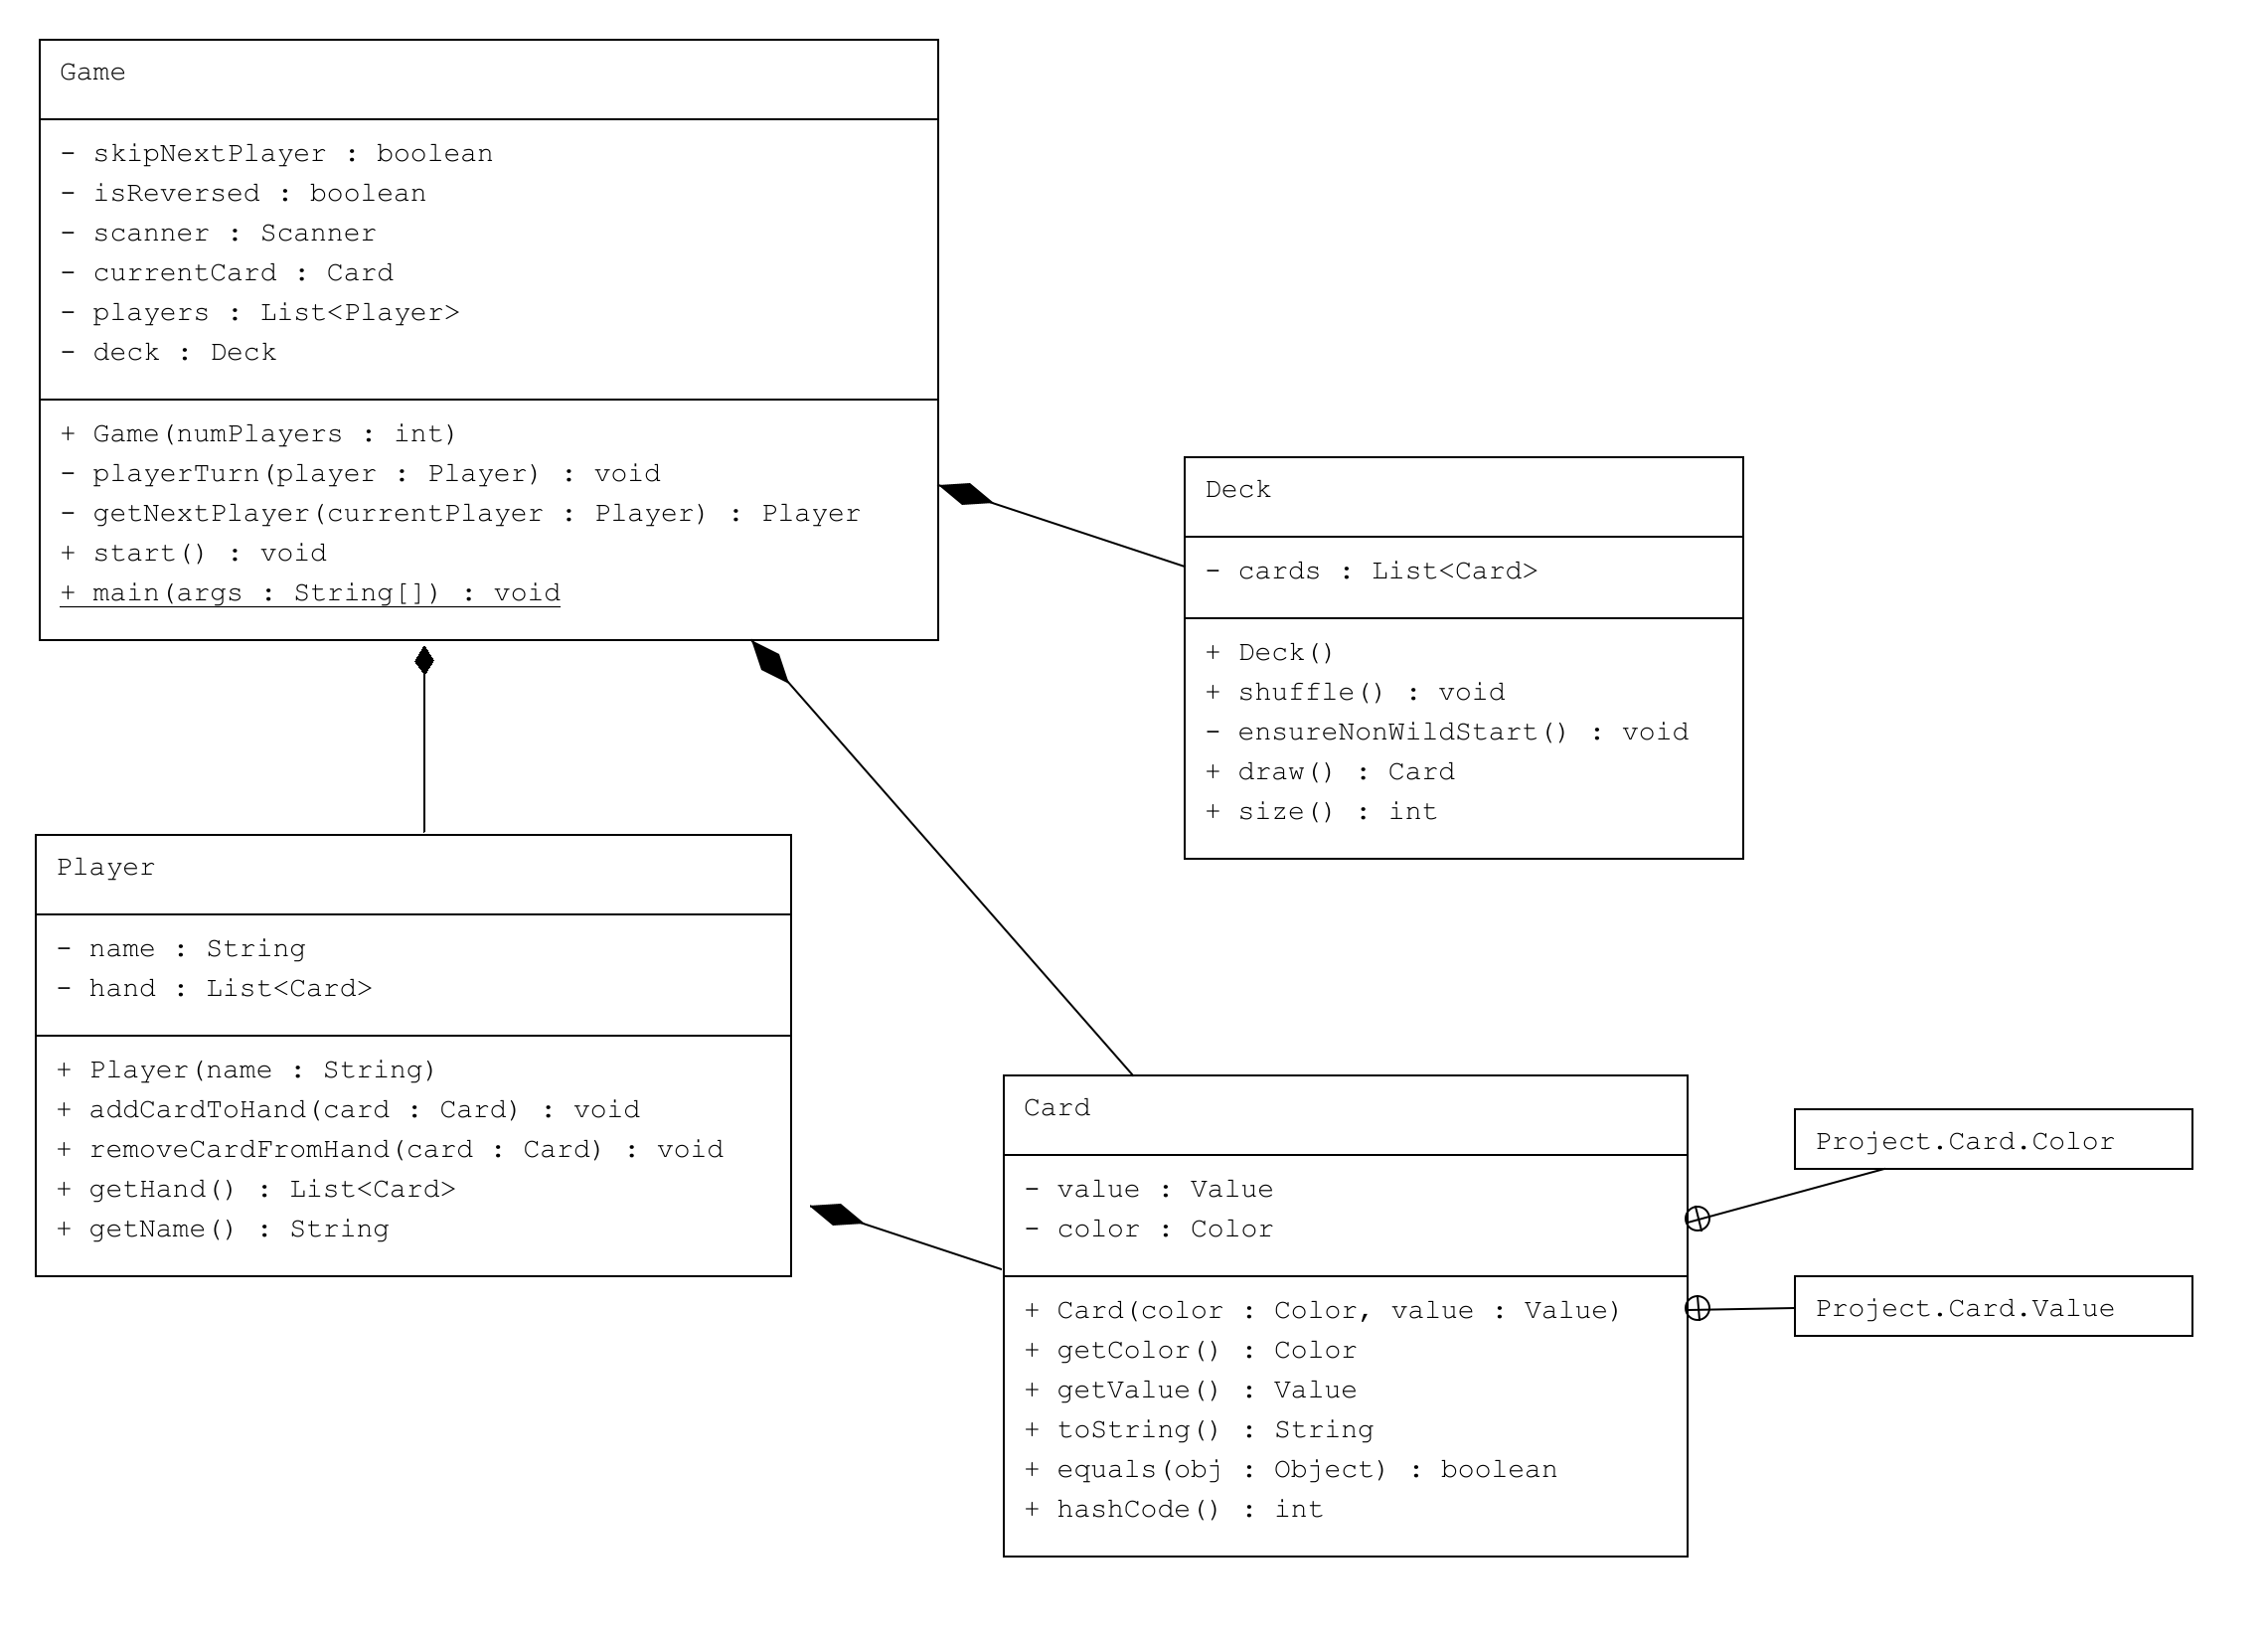 Game
- skipNextPlayer : boolean
- isReversed : boolean
- scanner : Scanner
- currentCard : Card
- players : List<Player>
- deck : Deck
+ Game(numPlayers : int)
- playerTurn(player : Player) : void
- getNextPlayer(currentPlayer : Player) : Player
+ start() : void
+ main(args : String[]) : void
Deck
- cards : List<Card>
+ Deck()
+ shuffle() : void
- ensureNonWildStart() : void
+ draw() : Card
+ size() : int
Player
- name : String
- hand : List<Card>
+ Player(name : String)
+ addCardToHand(card : Card) : void
+ removeCardFromHand(card : Card) : void
+ getHand() : List<Card>
+ getName() : String
Card
- value : Value
- color : Color
+ Card(color : Color, value : Value)
+ getColor() : Color
+ getValue() : Value
+ toString() : String
+ equals(obj : Object) : boolean
+ hashCode() : int
Project.Card.Color
Project.Card.Value